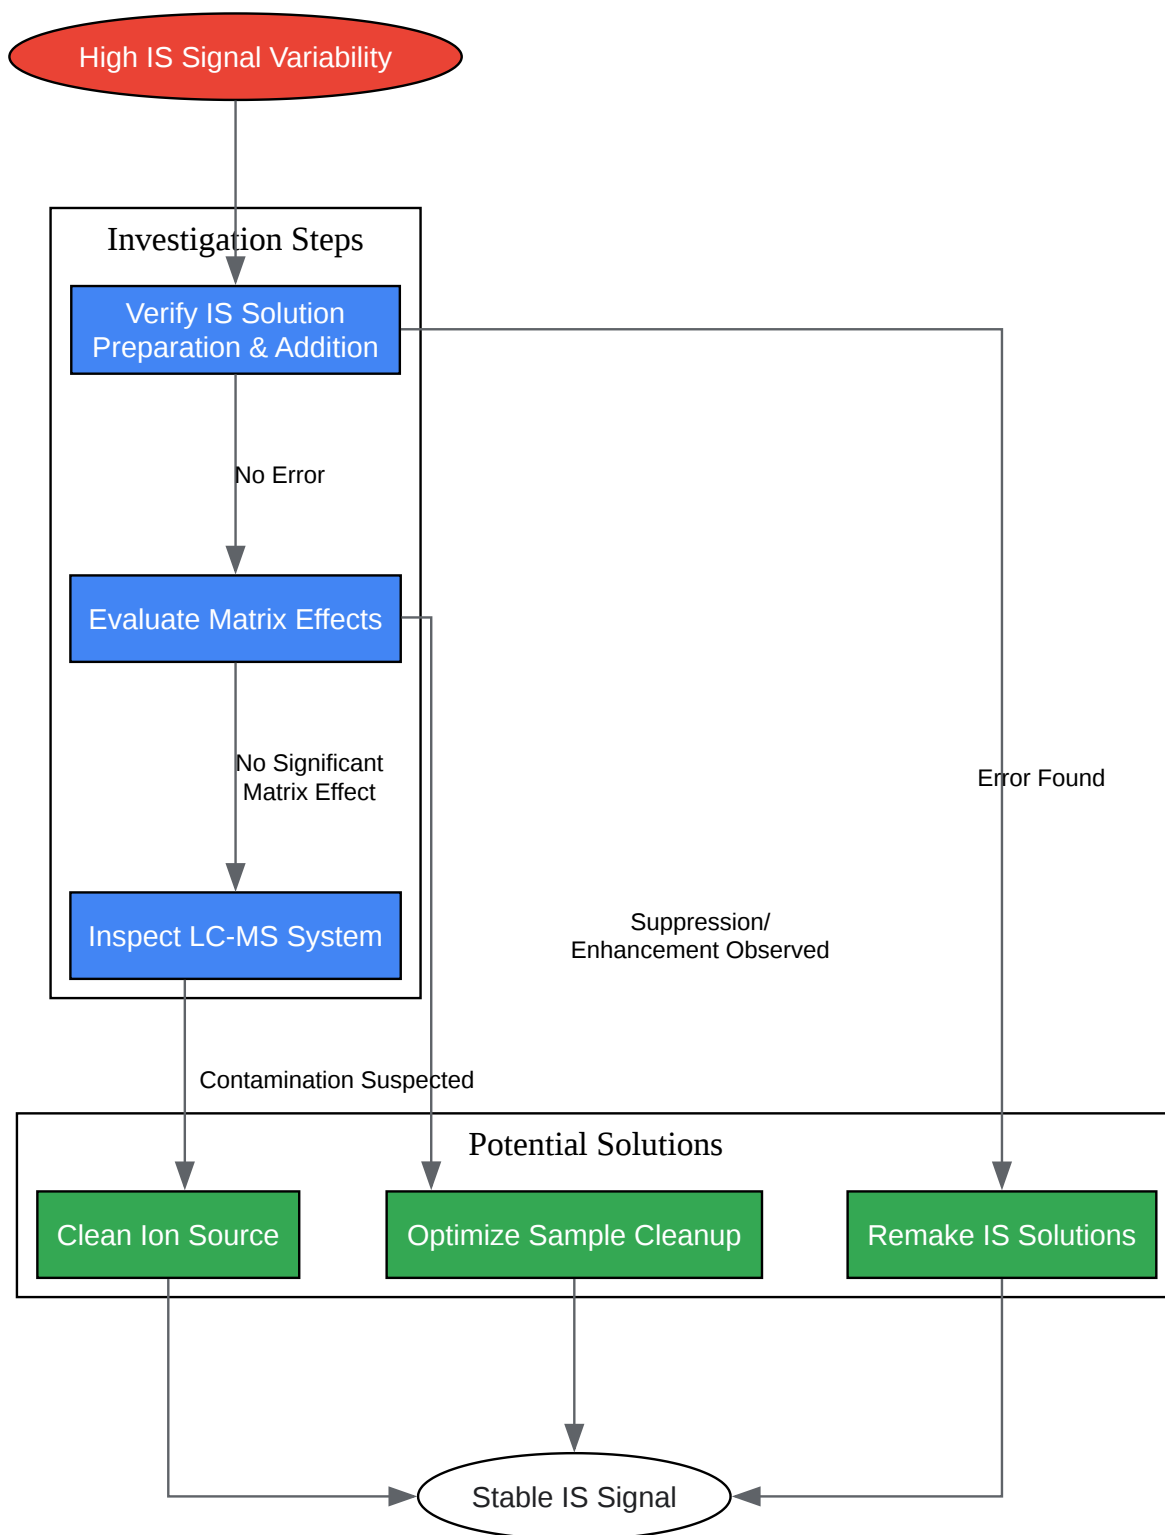 High IS Signal Variability
Investigation Steps
Verify IS Solution
Preparation & Addition
No Error
Evaluate Matrix Effects
No Significant
Matrix Effect
Error Found
Inspect LC-MS System
Suppression/
Enhancement Observed
Contamination Suspected
Potential Solutions
Clean Ion Source
Optimize Sample Cleanup
Remake IS Solutions
Stable IS Signal